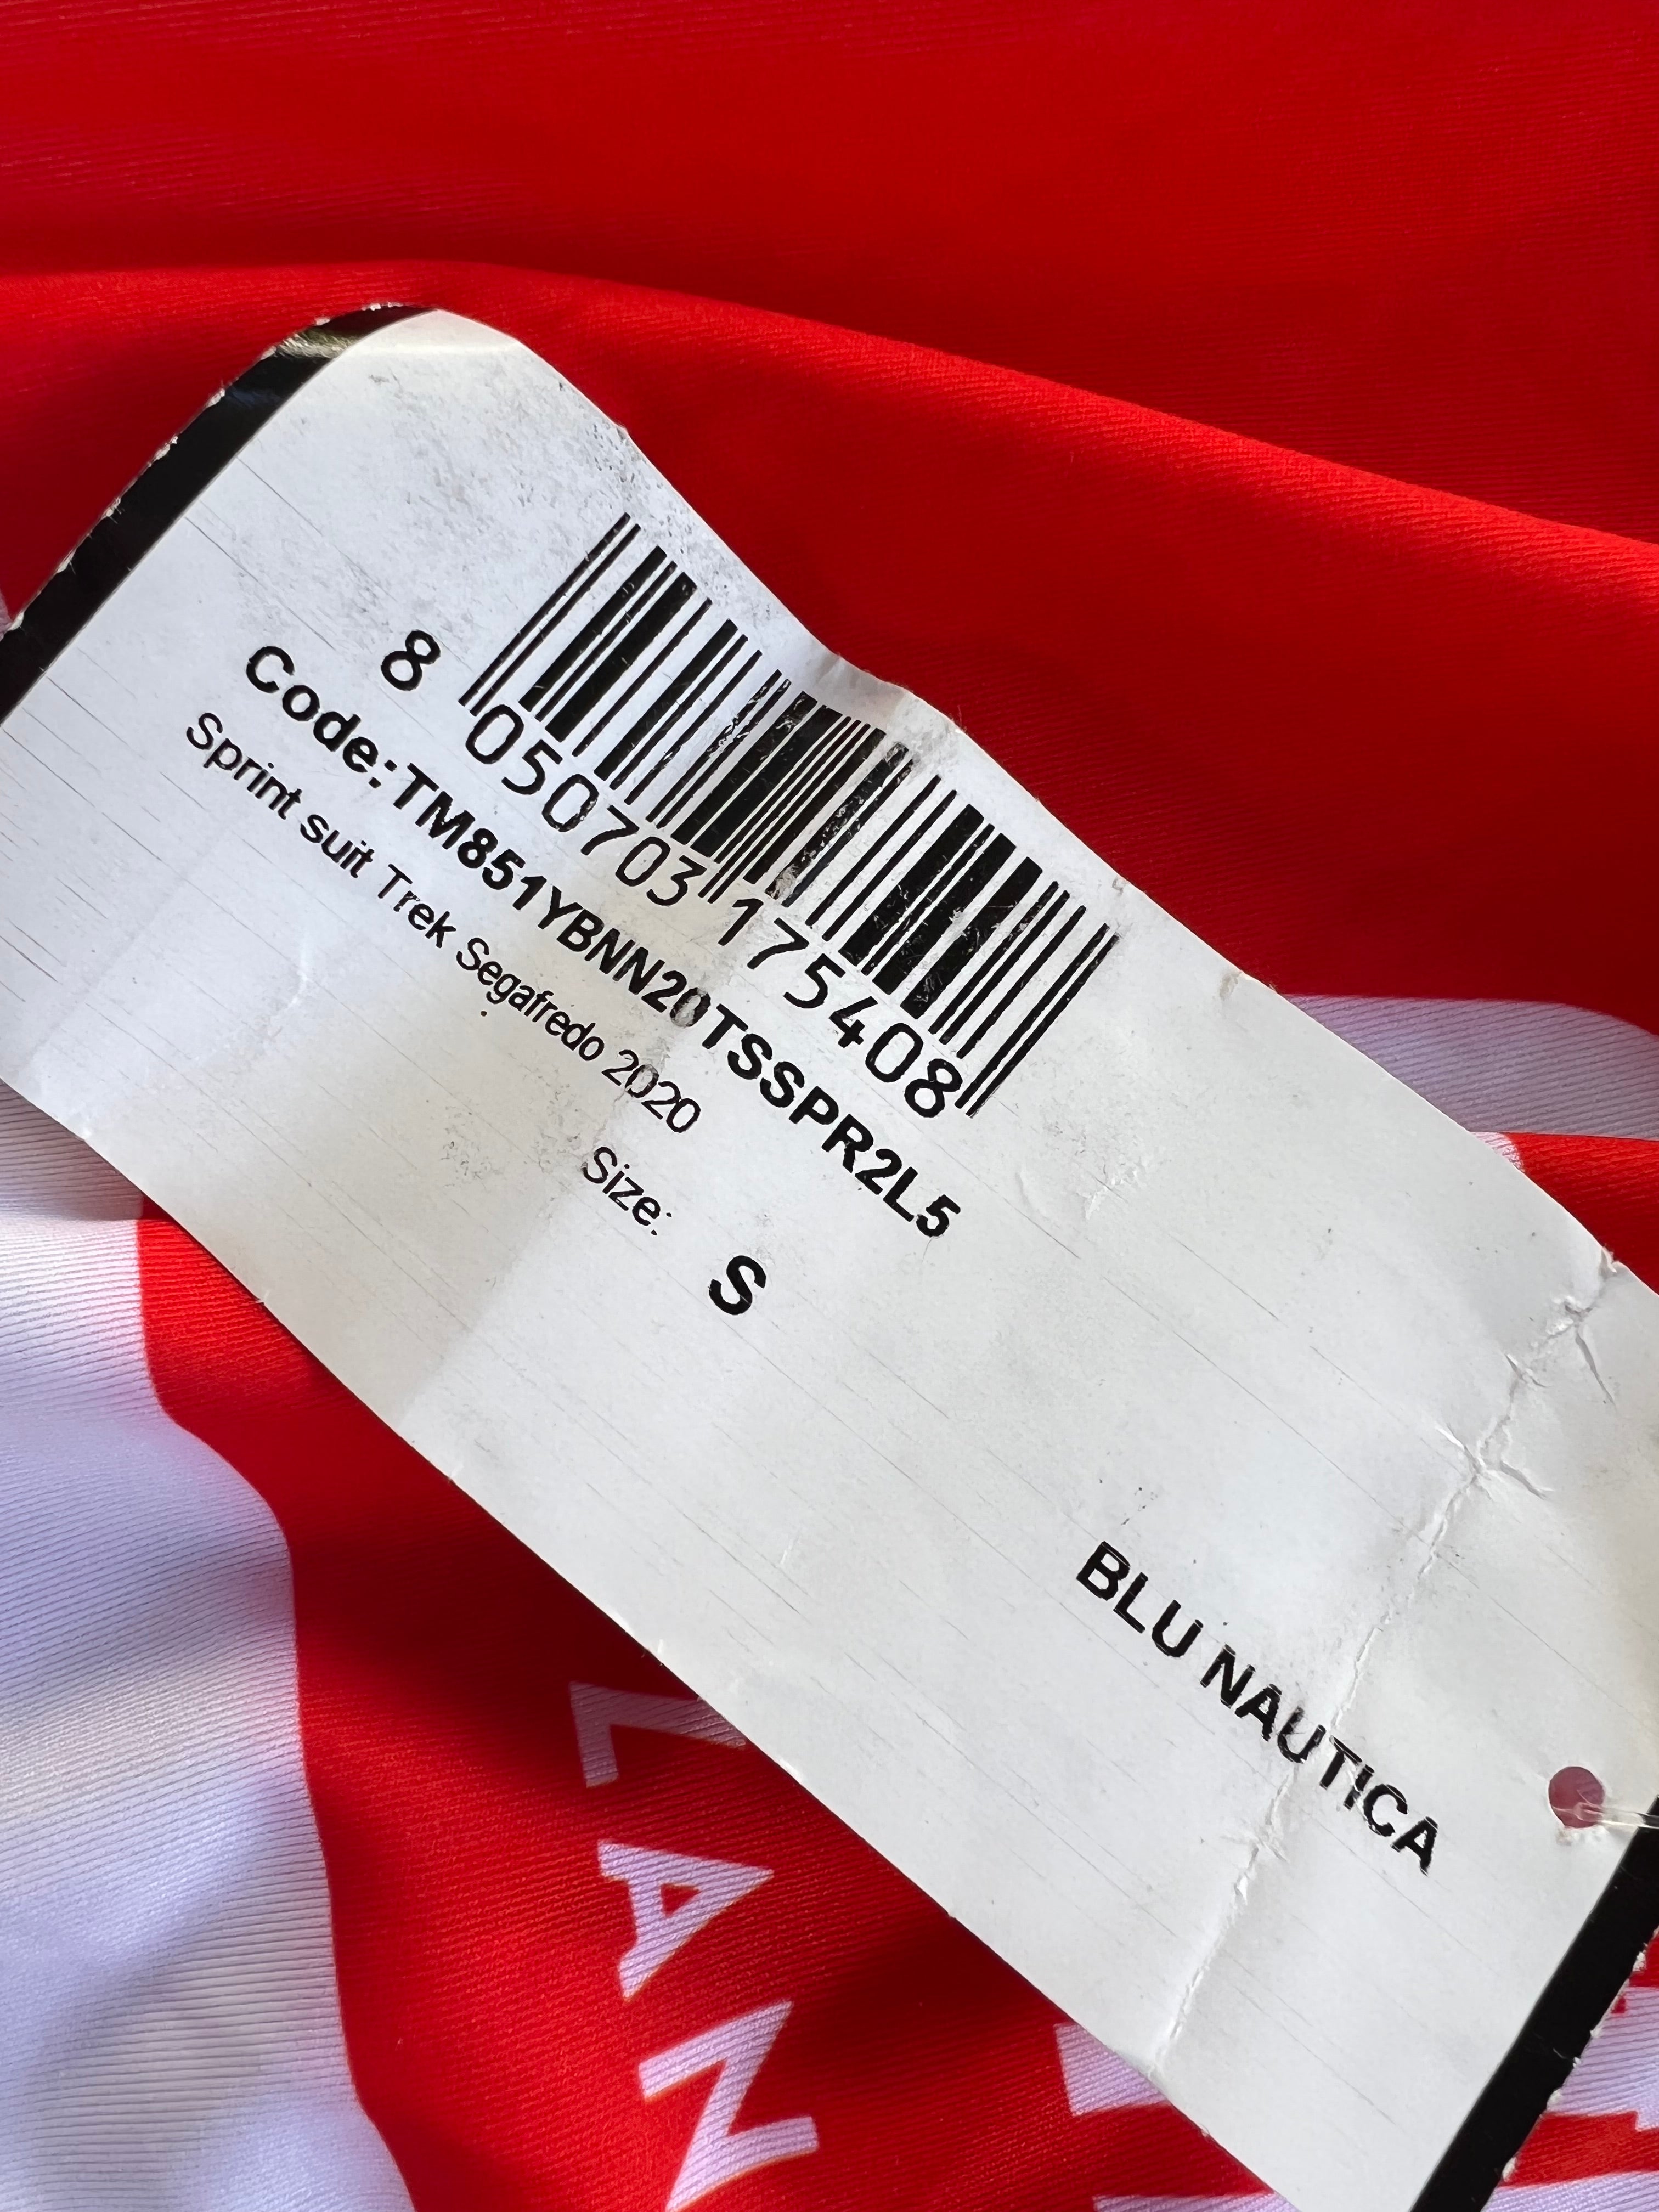 8 050703 175408
Code:TM851YBNN20TSSPR2L5
Sprint suit Trek Segafredo 2020
Size: S
BLU NAUTICA